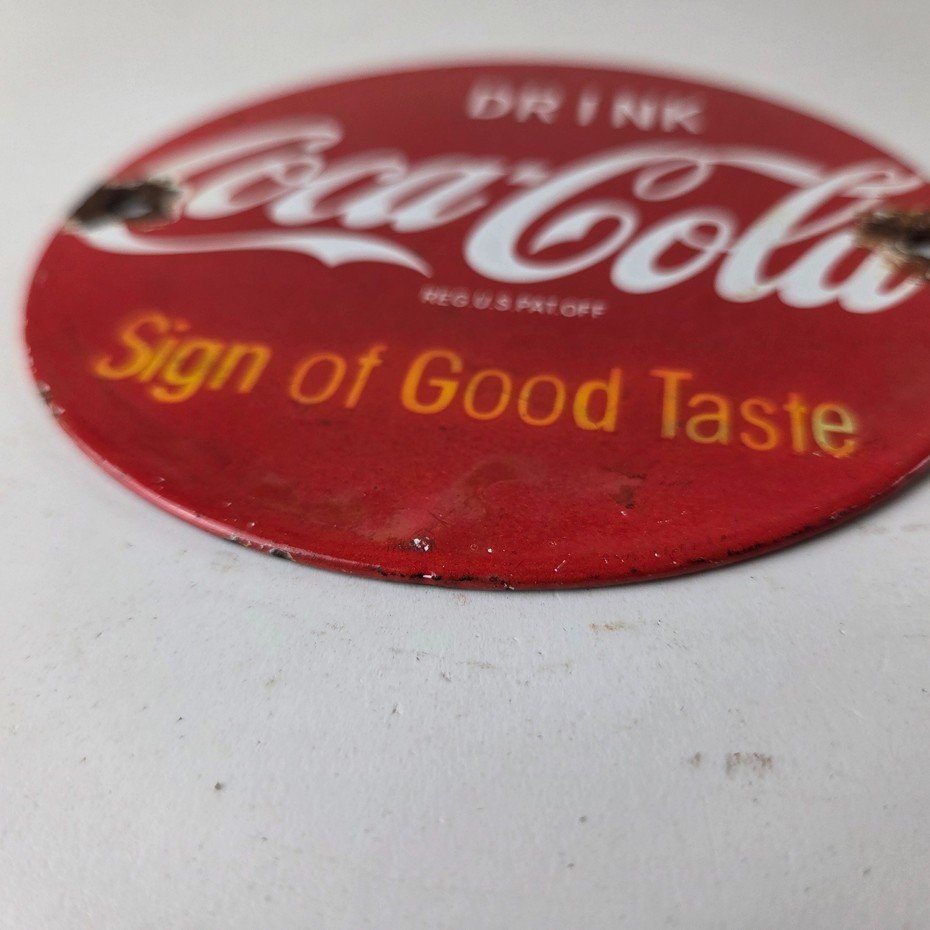 DRINK
Coca-Cola
REG U.S. PAT. OFF
Sign of Good Taste